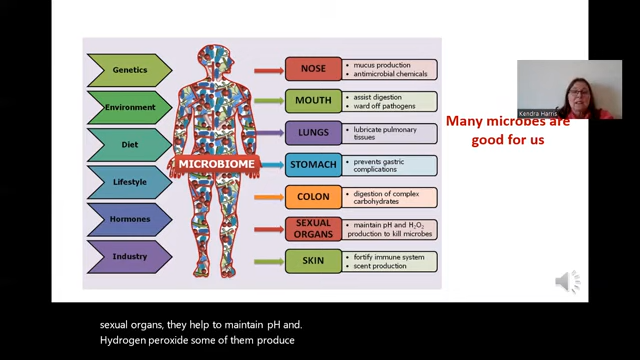 Genetics
Environment
Diet
Lifestyle
Hormones
Industry
MICROBIOME
NOSE
• mucus production
• antimicrobial chemicals
MOUTH
• assist digestion
• ward off pathogens
LUNGS
• lubricate pulmonary
tissues
STOMACH
• prevents gastric
complications
COLON
• digestion of complex
carbohydrates
SEXUAL
ORGANS
• maintain pH and H₂O₂
production to kill microbes
SKIN
• fortify immune system
• scent production
Kendra Harris
Many microbes are
good for us
sexual organs, they help to maintain pH and.
Hydrogen peroxide some of them produce